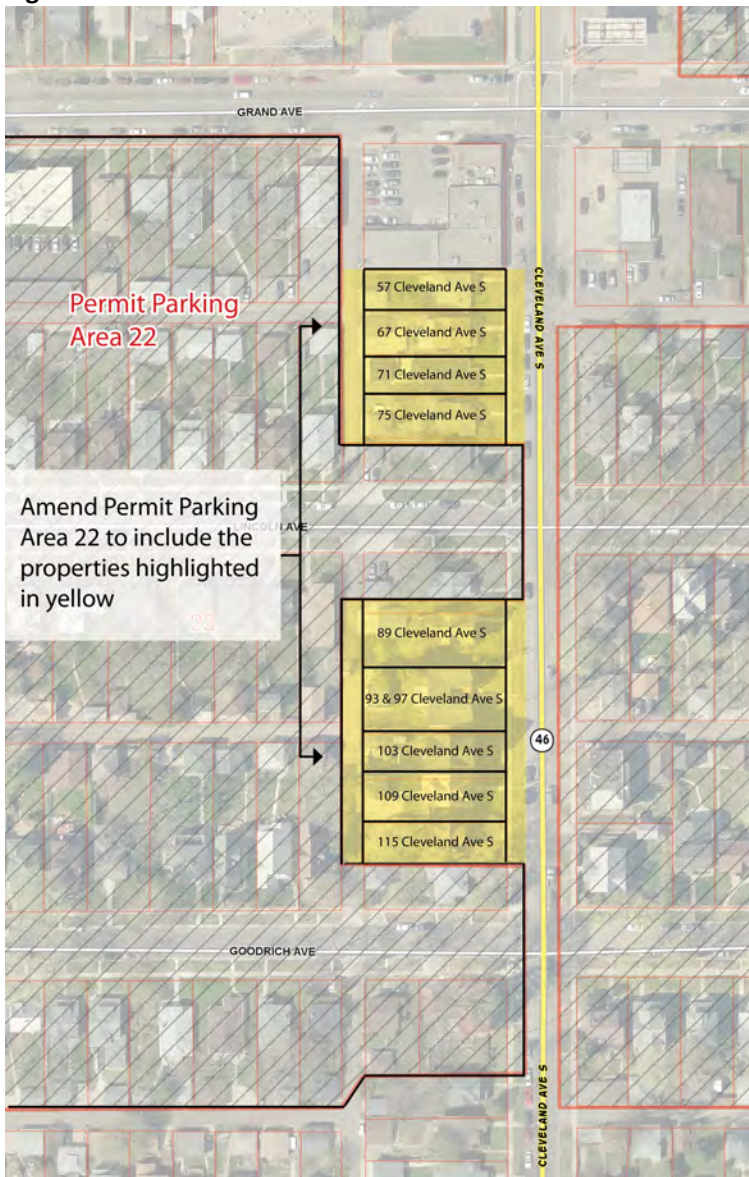 GRAND AVE
57 Cleveland Ave S
CLEVELAND AVE S
Permit Parking
Area 22
67 Cleveland Ave S
71 Cleveland Ave S
75 Cleveland Ave S
Amend Permit Parking
Area 22 to include the
properties highlighted
in yellow
LINCOLN AVE
22
89 Cleveland Ave S
93 & 97 Cleveland Ave S
46
103 Cleveland Ave S
109 Cleveland Ave S
115 Cleveland Ave S
GOODRICH AVE
CLEVELAND AVE S